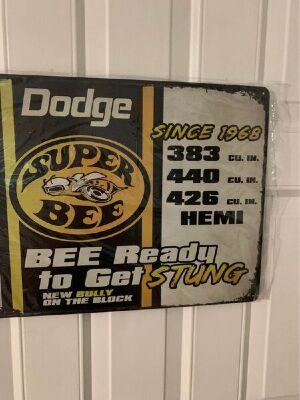 Dodge
SUPER
BEE
SINCE 1968
383 CU. IN.
440 CU. IN.
426 CU. IN.
HEMI
BEE Ready
to Get STUNG
NEW BULLY
ON THE BLOCK